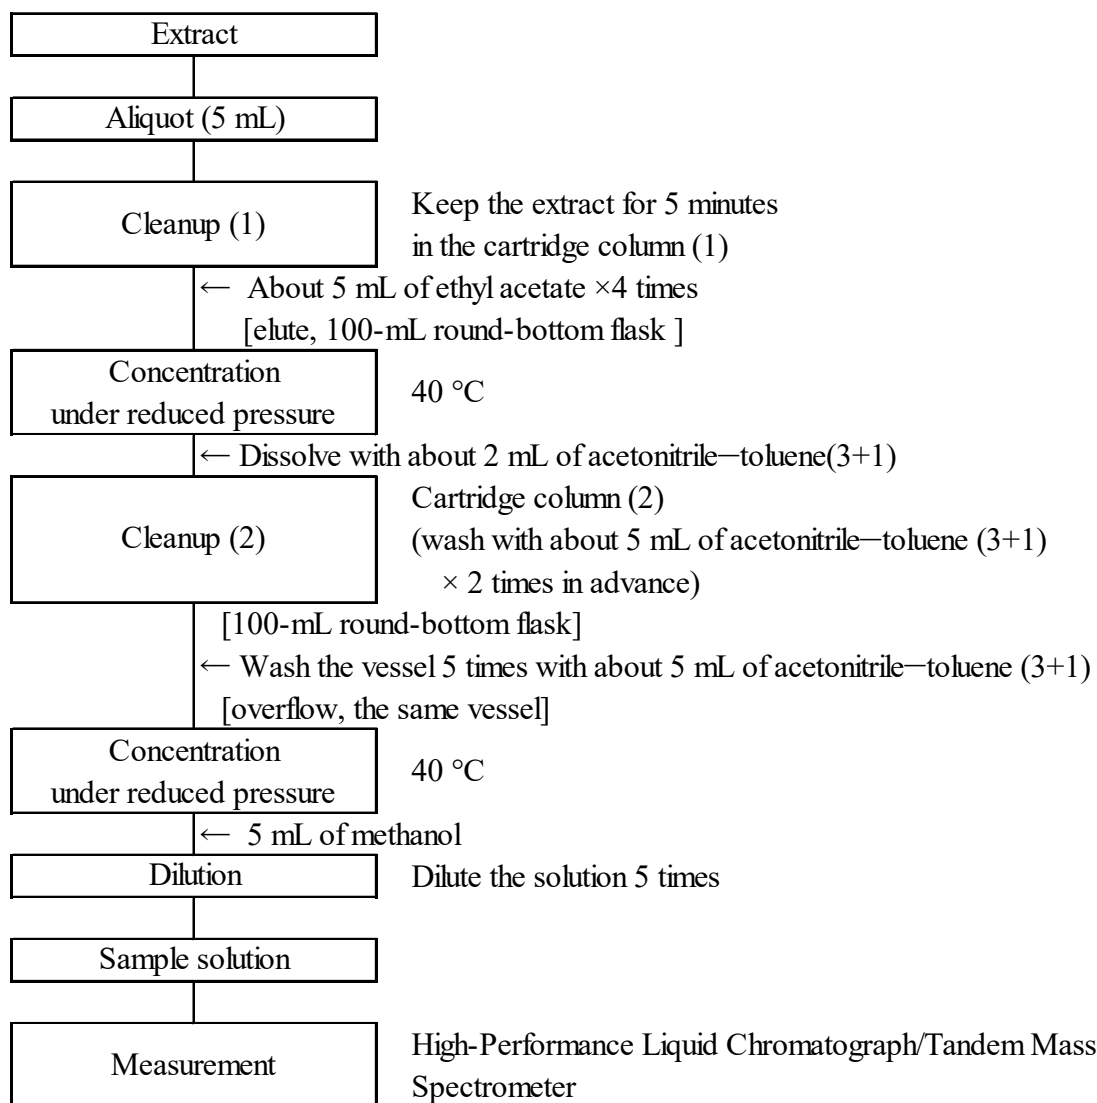 Extract
Aliquot (5 mL)
Cleanup (1)
Keep the extract for 5 minutes
in the cartridge column (1)
← About 5 mL of ethyl acetate ×4 times
[elute, 100-mL round-bottom flask ]
Concentration
under reduced pressure
40 °C
← Dissolve with about 2 mL of acetonitrile─toluene(3+1)
Cleanup (2)
Cartridge column (2)
(wash with about 5 mL of acetonitrile─toluene (3+1)
× 2 times in advance)
[100-mL round-bottom flask]
← Wash the vessel 5 times with about 5 mL of acetonitrile─toluene (3+1)
[overflow, the same vessel]
Concentration
under reduced pressure
40 °C
← 5 mL of methanol
Dilution
Dilute the solution 5 times
Sample solution
Measurement
High-Performance Liquid Chromatograph/Tandem Mass
Spectrometer